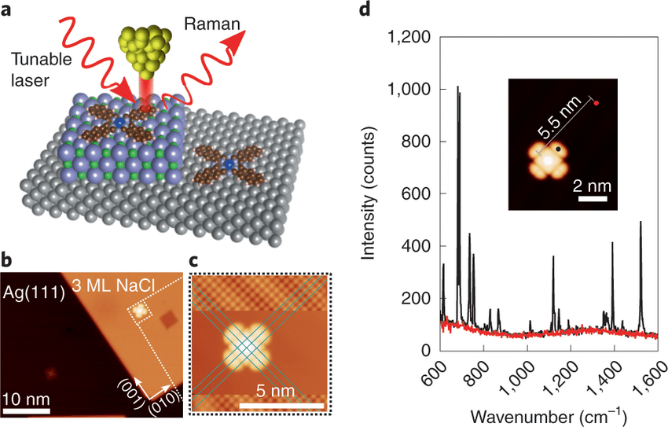 a
Tunable
laser
Raman
b
Ag(111)
3 ML NaCl
(001)
(010)
10 nm
c
5 nm
d
1,200
1,000
800
600
400
200
0
Intensity (counts)
5.5 nm
2 nm
600
800
1,000
1,200
1,400
1,600
Wavenumber (cm⁻¹)